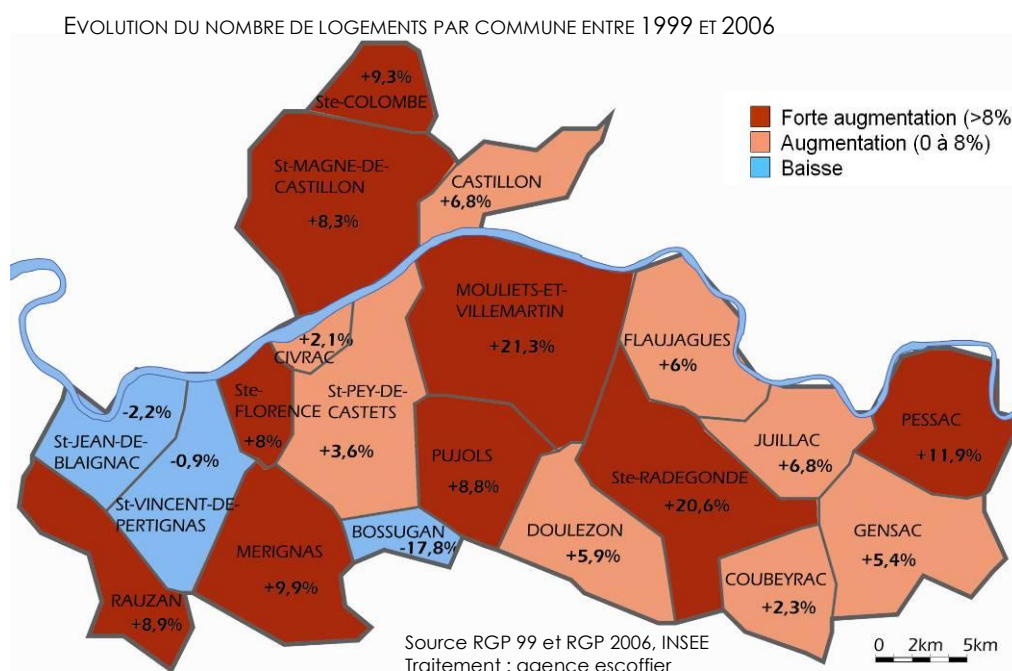 EVOLUTION DU NOMBRE DE LOGEMENTS PAR COMMUNE ENTRE 1999 ET 2006
+9,3%
Ste-COLOMBE
Forte augmentation (>8%
Augmentation (0 à 8%)
Baisse
St-MAGNE-DE-
CASTILLON
+8,3%
CASTILLON
+6,8%
MOULIETS-ET-
VILLEMARTIN
+21,3%
+2,1%
CIVRAC
FLAUJAGUES
+6%
Ste-
FLORENCE
+8%
St-PEY-DE-
CASTETS
+3,6%
-2,2%
St-JEAN-DE-
BLAIGNAC
-0,9%
St-VINCENT-DE-
PERTIGNAS
PUJOLS
+8,8%
JUILLAC
+6,8%
PESSAC
+11,9%
Ste-RADEGONDE
+20,6%
BOSSUGAN
-17,8%
DOULEZON
+5,9%
GENSAC
+5,4%
MERIGNAS
+9,9%
COUBEYRAC
+2,3%
RAUZAN
+8,9%
Source RGP 99 et RGP 2006, INSEE
Traitement : agence escoffier
0 2km 5km